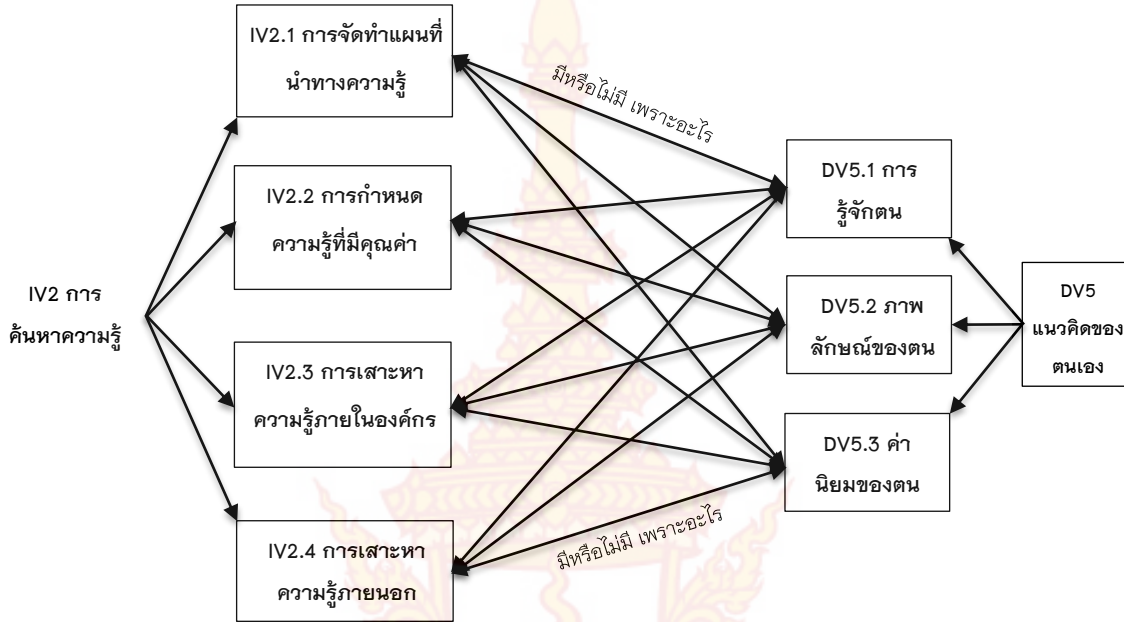 IV2.1 การจัดทำแผนที่
นำทางความรู้
มีหรือไม่มี เพราะอะไร
DV5.1 การ
รู้จักตน
IV2.2 การกำหนด
ความรู้ที่มีคุณค่า
IV2 การ
ค้นหาความรู้
DV5.2 ภาพ
ลักษณ์ของตน
DV5
แนวคิดของ
ตนเอง
IV2.3 การเสาะหา
ความรู้ภายในองค์กร
DV5.3 ค่า
นิยมของตน
IV2.4 การเสาะหา
ความรู้ภายนอก
มีหรือไม่มี เพราะอะไร